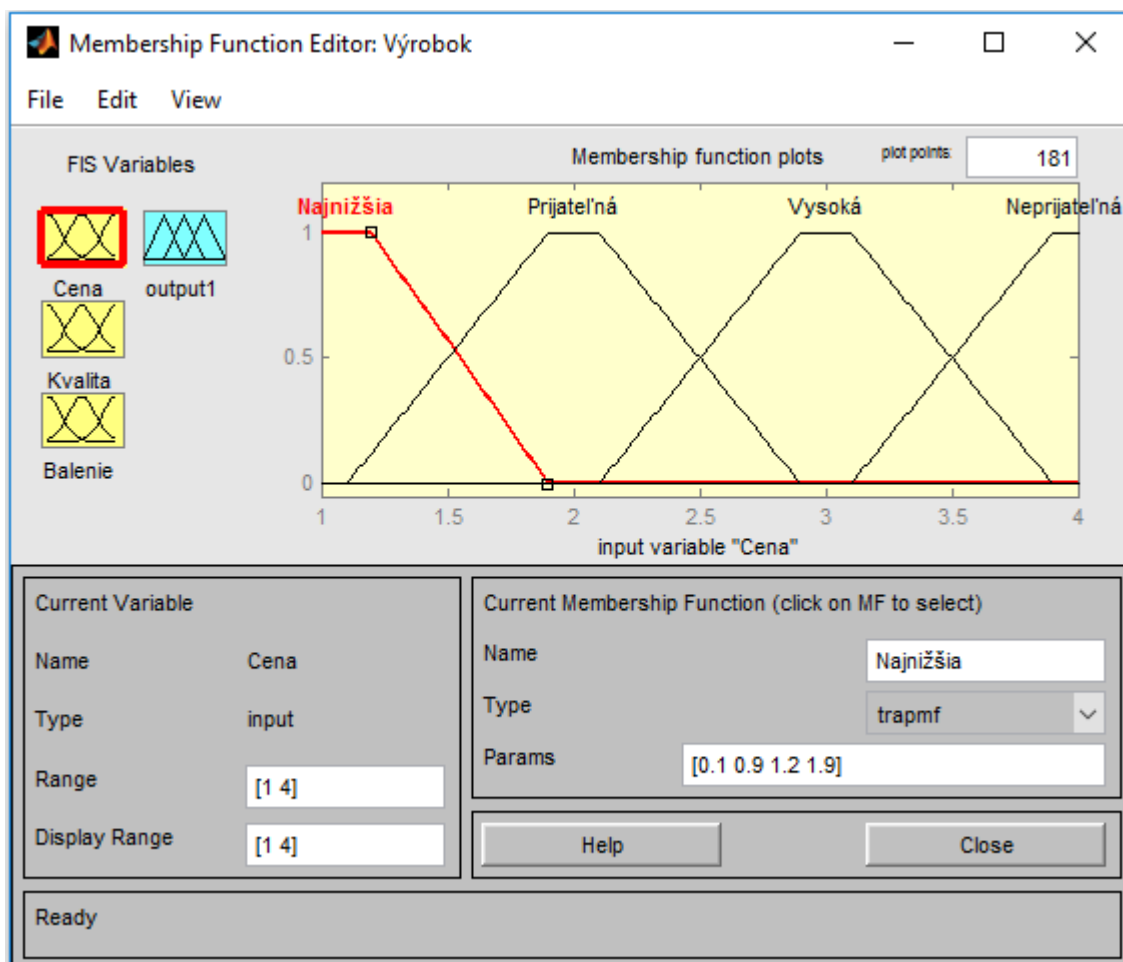 Membership Function Editor: Výrobok
File Edit View
FIS Variables
Membership function plots
plot points:
181
Cena
output1
Kvalita
Balenie
Najnižšia
Prijateľná
Vysoká
Neprijateľná
1
0.5
0
1 1.5 2 2.5 3 3.5 4
input variable "Cena"
Current Variable
Name Cena
Type input
Range [1 4]
Display Range [1 4]
Current Membership Function (click on MF to select)
Name Najnižšia
Type trapmf
Params [0.1 0.9 1.2 1.9]
Help Close
Ready